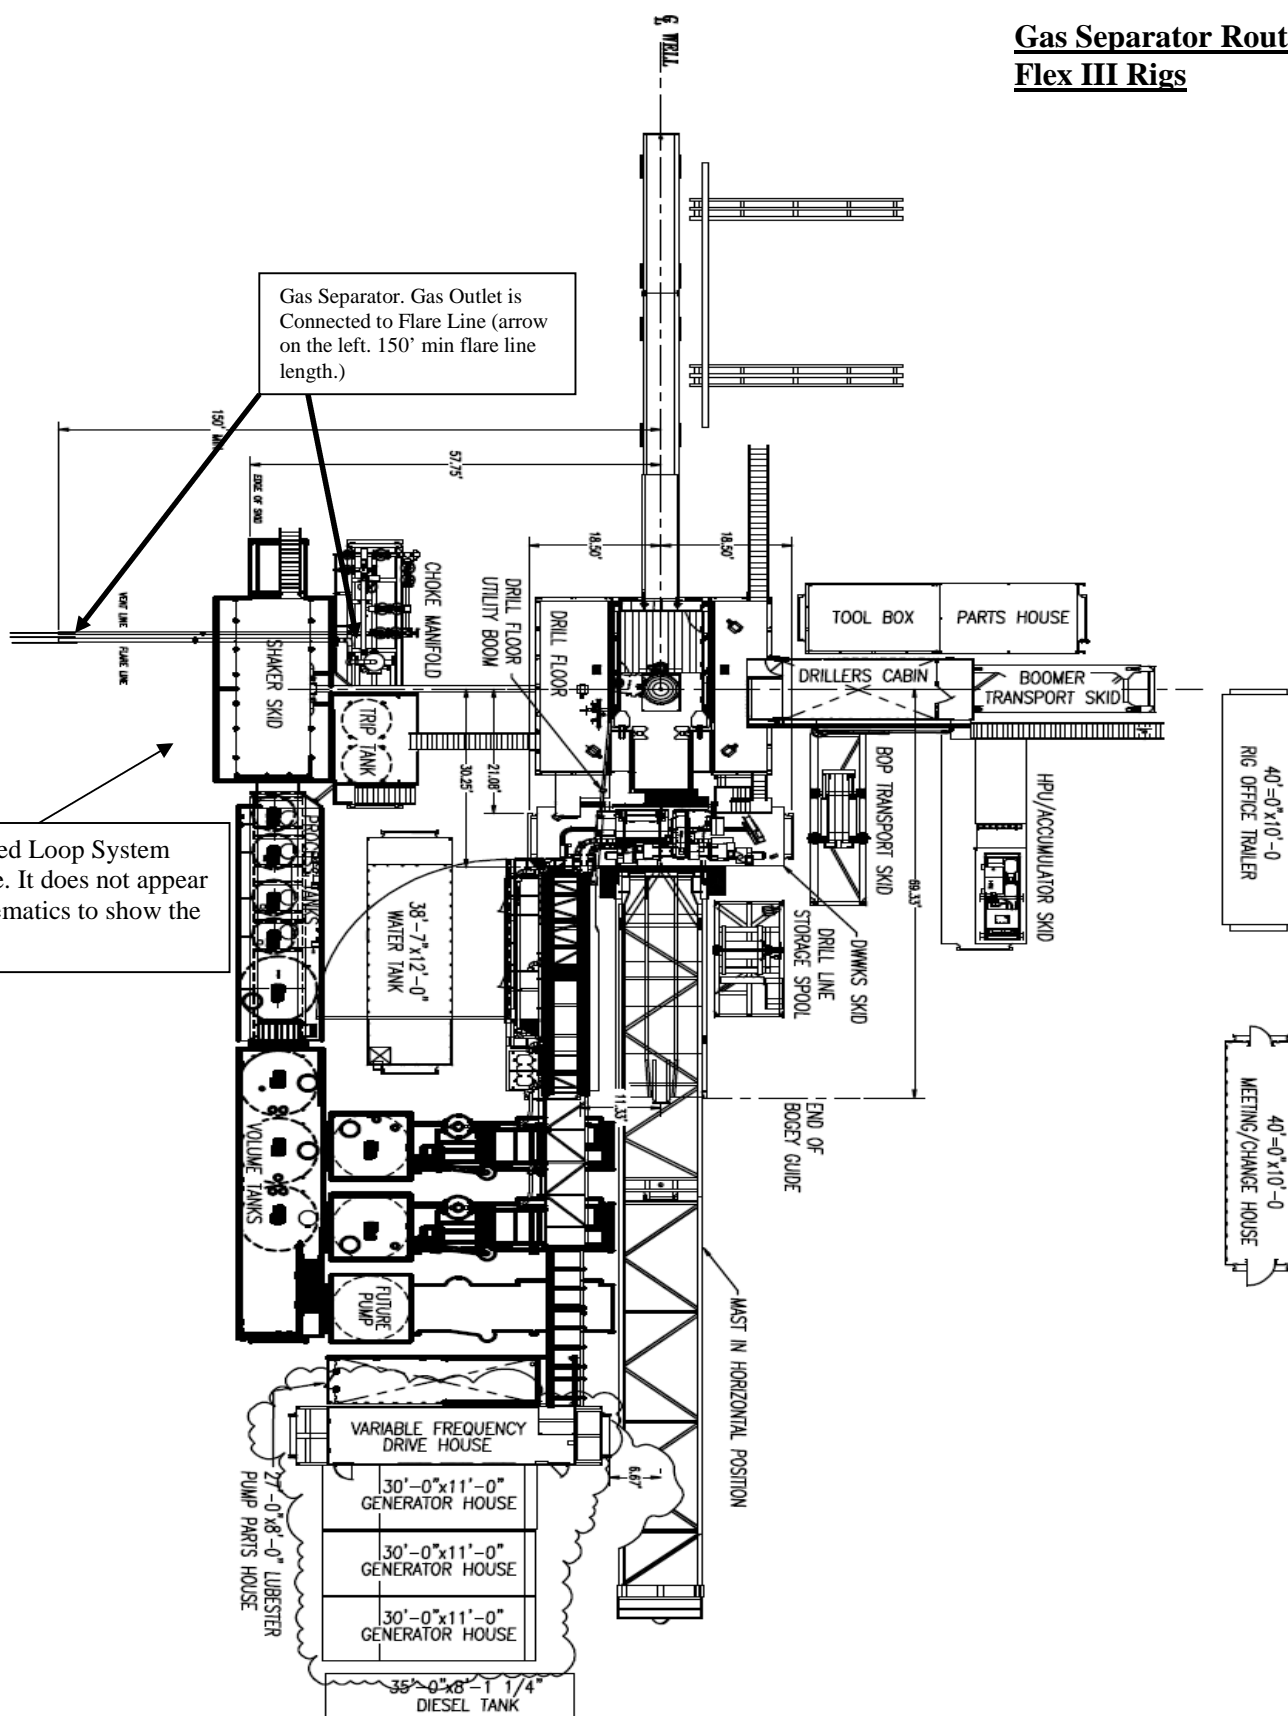 Gas Separator Rout
Flex III Rigs
WELL
Gas Separator. Gas Outlet is
Connected to Flare Line (arrow
on the left. 150’ min flare line
length.)
150' MIN
57.75'
EDGE OF SKID
18.50'
18.50'
VENT LINE
FLARE LINE
CHOKE MANIFOLD
DRILL FLOOR
UTILITY BOOM
DRILL FLOOR
SHAKER SKID
TRIP TANK
TOOL BOX
PARTS HOUSE
DRILLERS CABIN
BOOMER
TRANSPORT SKID
21.08'
30.25'
BOP TRANSPORT SKID
HPU/ACCUMULATOR SKID
40'=0"x10'-0
RIG OFFICE TRAILER
69.33'
ed Loop System
e. It does not appear
ematics to show the
PROCESS TANKS
38'-7"x12'-0"
WATER TANK
DRILL LINE
STORAGE SPOOL
DWWKS SKID
11.33'
END OF
BOGEY GUIDE
40'=0"x10'-0
MEETING/CHANGE HOUSE
VOLUME TANKS
FUTURE
PUMP
MAST IN HORIZONTAL POSITION
VARIABLE FREQUENCY
DRIVE HOUSE
6.67'
27'-0"x8'-0" LUBESTER
PUMP PARTS HOUSE
30'-0"x11'-0"
GENERATOR HOUSE
30'-0"x11'-0"
GENERATOR HOUSE
30'-0"x11'-0"
GENERATOR HOUSE
35'-0"x8'-1 1/4"
DIESEL TANK